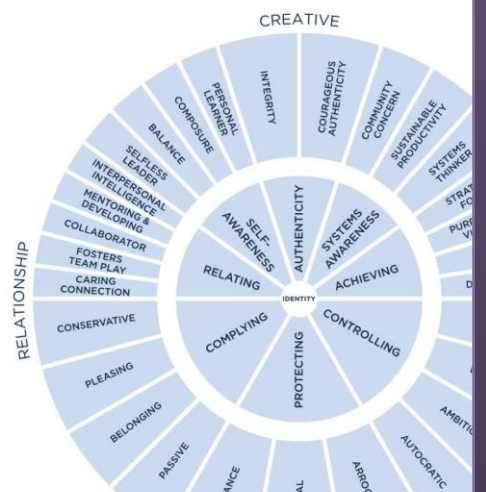 CREATIVE
RELATIONSHIP
CARING
CONNECTION
FOSTERS
TEAM PLAY
COLLABORATOR
MENTORING &
DEVELOPING
INTERPERSONAL
INTELLIGENCE
SELFLESS
LEADER
BALANCE
COMPOSURE
PERSONAL
LEARNER
INTEGRITY
COURAGEOUS
AUTHENTICITY
COMMUNITY
CONCERN
SUSTAINABLE
PRODUCTIVITY
SYSTEMS
THINKER
RELATING
SELF-
AWARENESS
AUTHENTICITY
SYSTEMS
AWARENESS
ACHIEVING
IDENTITY
COMPLYING
PROTECTING
CONTROLLING
CONSERVATIVE
PLEASING
BELONGING
PASSIVE
AUTOCRATIC